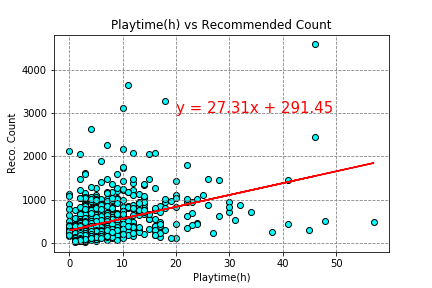 Playtime(h) vs Recommended Count
4000
3000
2000
1000
0
Reco. Count
y = 27.31x + 291.45
0 10 20 30 40 50
Playtime(h)